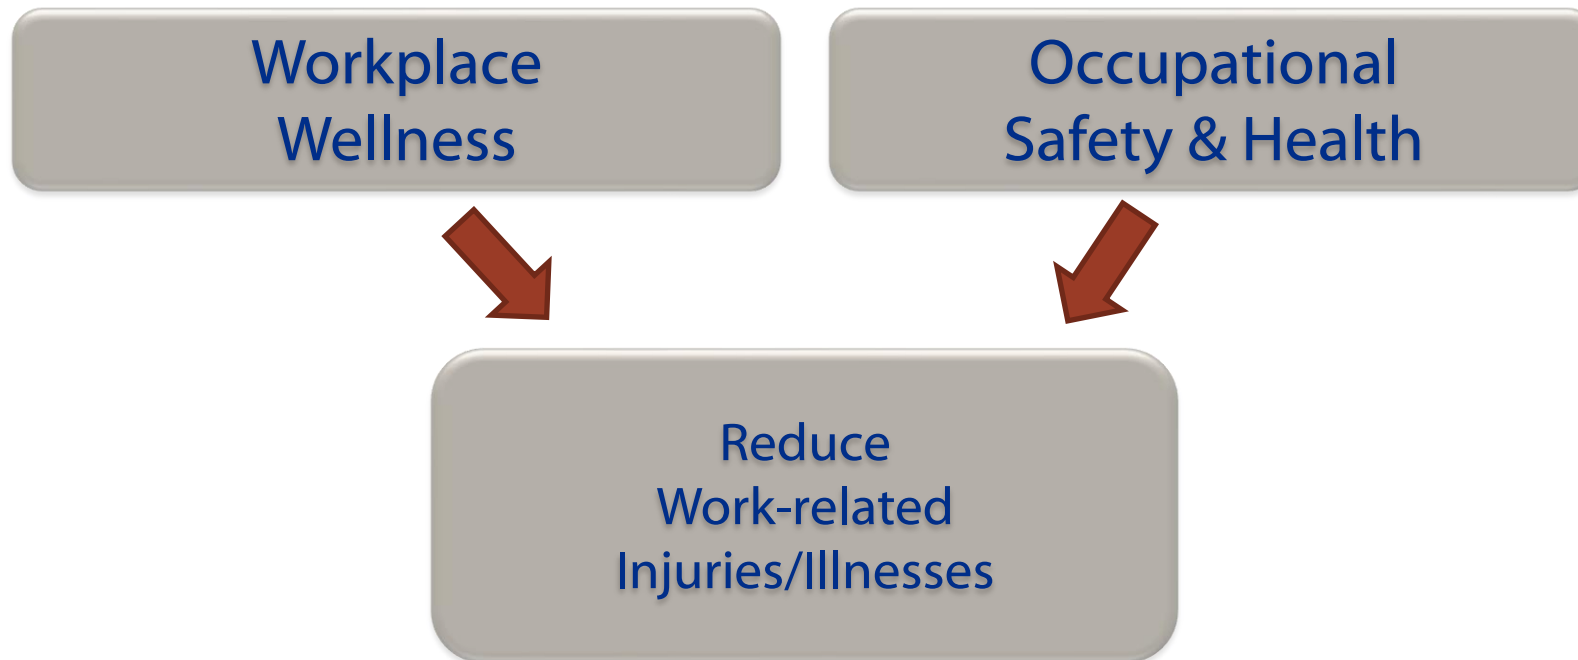 Workplace
Wellness
Occupational
Safety & Health
Reduce
Work-related
Injuries/Illnesses